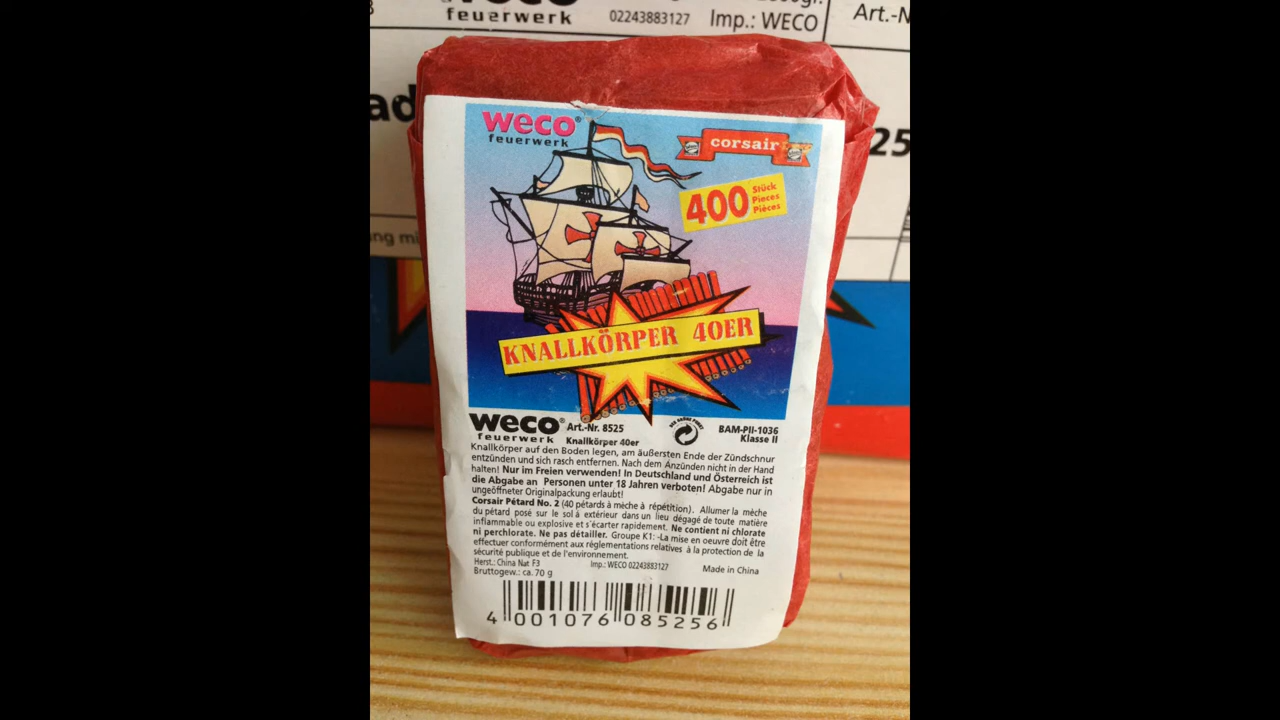 feuerwerk 02243883127 Imp.: WECO Art.-N
ad
25
ng mi
weco®
feuerwerk
corsair
400 Stück
Pieces
Pièces
KNALLKÖRPER 40ER
weco® Art.-Nr. 8525 BAM-PII-1036
feuerwerk Knallkörper 40er Klasse II
Knallkörper auf den Boden legen, am äußersten Ende der Zündschnur
entzünden und sich rasch entfernen. Nach dem Anzünden nicht in der Hand
halten! Nur im Freien verwenden! In Deutschland und Österreich ist
die Abgabe an Personen unter 18 Jahren verboten! Abgabe nur in
ungeöffneter Originalpackung erlaubt!
Corsair Pétard No. 2 (40 pétards à mèche à répétition). Allumer la mèche
du pétard posé sur le sol à extérieur dans un lieu dégagé de toute matière
inflammable ou explosive et s'écarter rapidement. Ne contient ni chlorate
ni perchlorate. Ne pas détailler. Groupe K1: -La mise en oeuvre doit être
effectuer conformément aux réglementations relatives à la protection de la
sécurité publique et de l'environnement.
Herst.: China Nat F3 Imp.: WECO 02243883127 Made in China
Bruttogew.: ca. 70 g
4 001076 085256